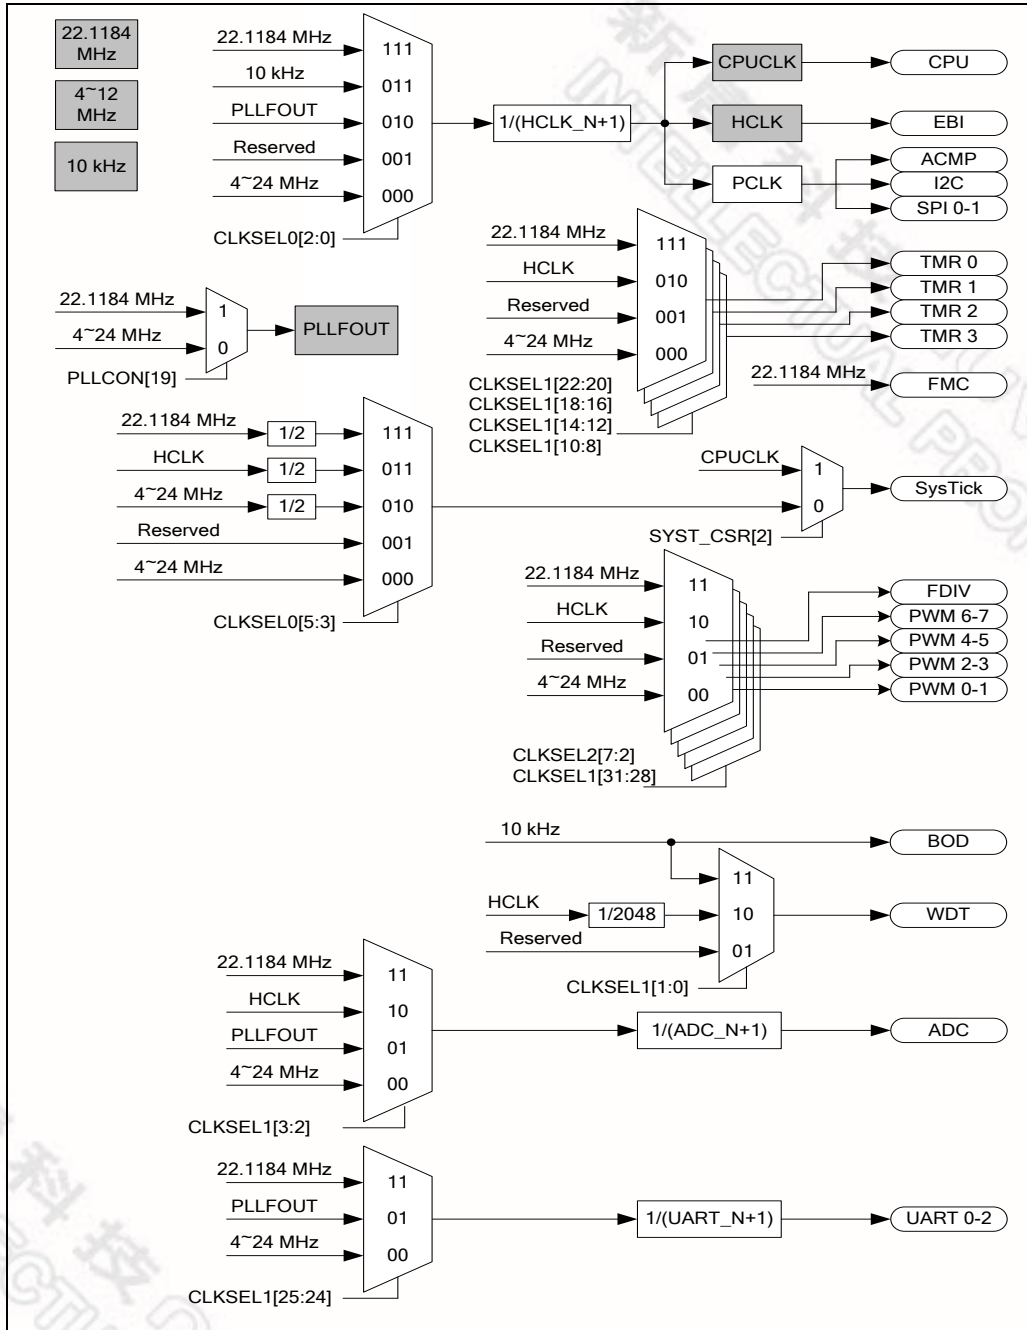 22.1184 MHz
4~12 MHz
10 kHz
22.1184 MHz
10 kHz
PLLFOUT
Reserved
4~24 MHz
111
011
010
001
000
CLKSEL0[2:0]
1/(HCLK_N+1)
CPUCLK
HCLK
PCLK
CPU
EBI
ACMP
I2C
SPI 0-1
22.1184 MHz
HCLK
Reserved
4~24 MHz
111
010
001
000
CLKSEL1[22:20]
CLKSEL1[18:16]
CLKSEL1[14:12]
CLKSEL1[10:8]
TMR 0
TMR 1
TMR 2
TMR 3
22.1184 MHz
FMC
22.1184 MHz
4~24 MHz
1
0
PLLCON[19]
PLLFOUT
22.1184 MHz
HCLK
4~24 MHz
Reserved
4~24 MHz
1/2
1/2
1/2
111
011
010
001
000
CLKSEL0[5:3]
CPUCLK
1
0
SYST_CSR[2]
SysTick
22.1184 MHz
HCLK
Reserved
4~24 MHz
11
10
01
00
CLKSEL2[7:2]
CLKSEL1[31:28]
FDIV
PWM 6-7
PWM 4-5
PWM 2-3
PWM 0-1
10 kHz
BOD
HCLK
1/2048
Reserved
11
10
01
CLKSEL1[1:0]
WDT
22.1184 MHz
HCLK
PLLFOUT
4~24 MHz
11
10
01
00
CLKSEL1[3:2]
1/(ADC_N+1)
ADC
22.1184 MHz
PLLFOUT
4~24 MHz
11
01
00
CLKSEL1[25:24]
1/(UART_N+1)
UART 0-2